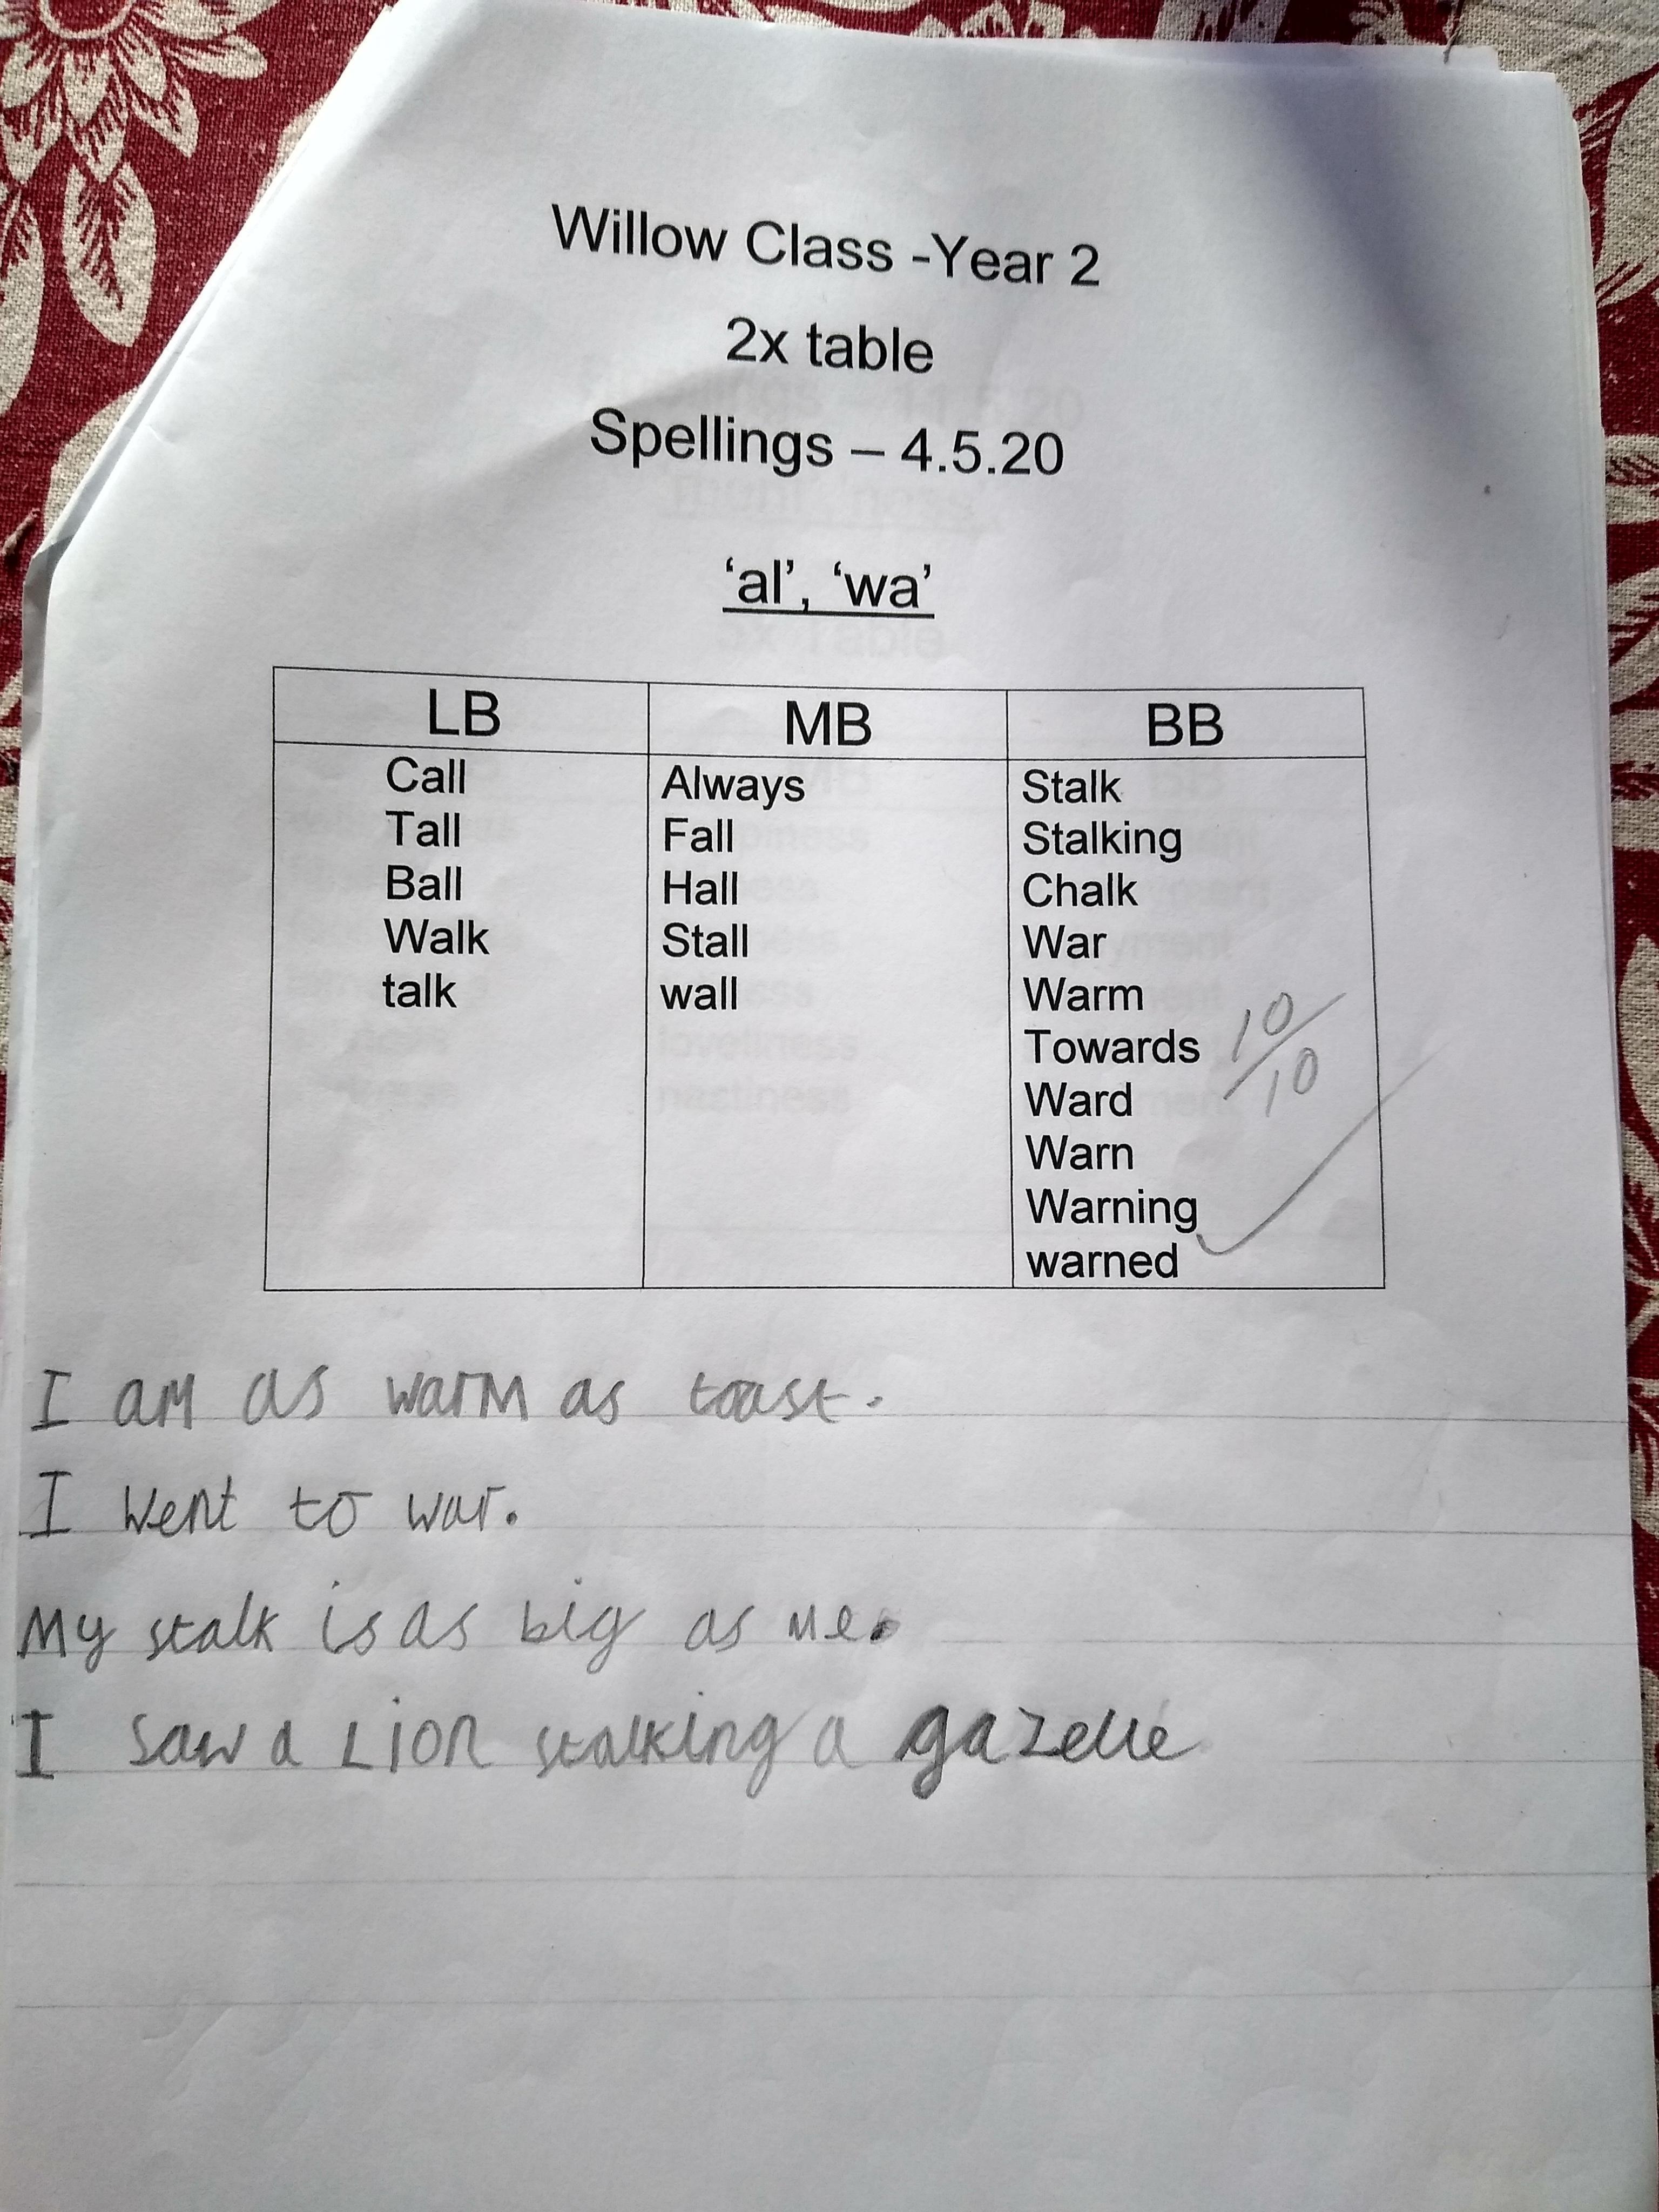 Willow Class -Year 2
2x table
Spellings – 4.5.20
‘al’, ‘wa’
LB MB BB
Call Always Stalk
Tall Fall Stalking
Ball Hall Chalk
Walk Stall War
talk wall Warm
Towards 10/10
Ward
Warn
Warning
warned
I am as warm as toast.
I went to war.
My stalk is as big as me.
I saw a Lion stalking a gazelle